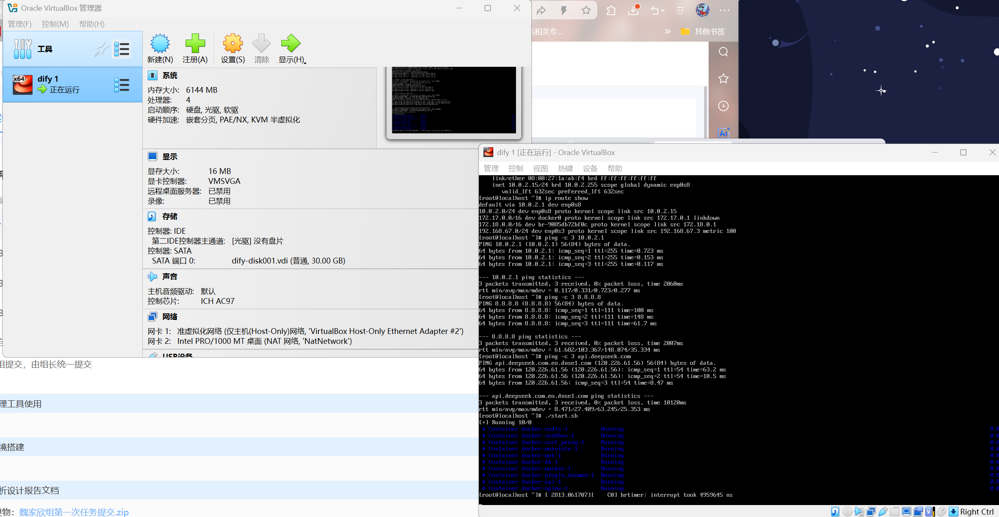 Oracle VirtualBox 管理器
管理(F) 控制(M) 帮助(H)
工具
新建(N) 注册(A) 设置(S) 清除 显示(H)
x64 dify 1
正在运行
系统
内存大小: 6144 MB
处理器: 4
启动顺序: 硬盘, 光驱, 软驱
硬件加速: 嵌套分页, PAE/NX, KVM 半虚拟化
显示
显存大小: 16 MB
显卡控制器: VMSVGA
远程桌面服务器: 已禁用
录像: 已禁用
存储
控制器: IDE
第二IDE控制器主通道: [光驱] 没有盘片
控制器: SATA
SATA 端口 0: dify-disk001.vdi (普通, 30.00 GB)
声音
主机音频驱动: 默认
控制芯片: ICH AC97
网络
网卡 1: 准虚拟化网络 (仅主机(Host-Only)网络, 'VirtualBox Host-Only Ethernet Adapter #2')
网卡 2: Intel PRO/1000 MT 桌面 (NAT 网络, 'NatNetwork')
USB设备
相关专...
其他书签
Ai
组提交，由组长统一提交
理工具使用
境搭建
析设计报告文档
物：魏家欣组第一次任务提交.zip
dify 1 [正在运行] - Oracle VirtualBox
管理 控制 视图 热键 设备 帮助
link/ether 08:00:27:1a:ab:f4 brd ff:ff:ff:ff:ff:ff
inet 10.0.2.15/24 brd 10.0.2.255 scope global dynamic enp0s8
valid_lft 632sec preferred_lft 632sec
[root@localhost ~]# ip route show
default via 10.0.2.1 dev enp0s8
10.0.2.0/24 dev enp0s8 proto kernel scope link src 10.0.2.15
172.17.0.0/16 dev docker0 proto kernel scope link src 172.17.0.1 linkdown
172.18.0.0/16 dev br-9085db72bf0c proto kernel scope link src 172.18.0.1
192.168.67.0/24 dev enp0s3 proto kernel scope link src 192.168.67.3 metric 100
[root@localhost ~]# ping -c 3 10.0.2.1
PING 10.0.2.1 (10.0.2.1) 56(84) bytes of data.
64 bytes from 10.0.2.1: icmp_seq=1 ttl=255 time=0.723 ms
64 bytes from 10.0.2.1: icmp_seq=2 ttl=255 time=0.153 ms
64 bytes from 10.0.2.1: icmp_seq=3 ttl=255 time=0.117 ms
--- 10.0.2.1 ping statistics ---
3 packets transmitted, 3 received, 0% packet loss, time 2060ms
rtt min/avg/max/mdev = 0.117/0.331/0.723/0.277 ms
[root@localhost ~]# ping -c 3 8.8.8.8
PING 8.8.8.8 (8.8.8.8) 56(84) bytes of data.
64 bytes from 8.8.8.8: icmp_seq=1 ttl=111 time=100 ms
64 bytes from 8.8.8.8: icmp_seq=2 ttl=111 time=148 ms
64 bytes from 8.8.8.8: icmp_seq=3 ttl=111 time=61.7 ms
--- 8.8.8.8 ping statistics ---
3 packets transmitted, 3 received, 0% packet loss, time 2007ms
rtt min/avg/max/mdev = 61.682/103.367/148.074/35.334 ms
[root@localhost ~]# ping -c 3 api.deepseek.com
PING api.deepseek.com.eo.dnse1.com (120.226.61.56) 56(84) bytes of data.
64 bytes from 120.226.61.56 (120.226.61.56): icmp_seq=1 ttl=54 time=63.2 ms
64 bytes from 120.226.61.56 (120.226.61.56): icmp_seq=2 ttl=54 time=10.5 ms
64 bytes from 120.226.61.56: icmp_seq=3 ttl=54 time=8.47 ms
--- api.deepseek.com.eo.dnse1.com ping statistics ---
3 packets transmitted, 3 received, 0% packet loss, time 10120ms
rtt min/avg/max/mdev = 8.471/27.409/63.245/25.353 ms
[root@localhost ~]# ./start.sh
[+] Running 10/0
Container docker-redis-1 Running 0.0
Container docker-sandbox-1 Running 0.0
Container docker-ssrf_proxy-1 Running 0.0
Container docker-weaviate-1 Running 0.0
Container docker-web-1 Running 0.0
Container docker-db-1 Running 0.0
Container docker-worker-1 Running 0.0
Container docker-plugin_daemon-1 Running 0.0
Container docker-api-1 Running 0.0
Container docker-nginx-1 Running 0.0
[root@localhost ~]# [ 2813.061707][ C0] hrtimer: interrupt took 4959645 ns
Right Ctrl